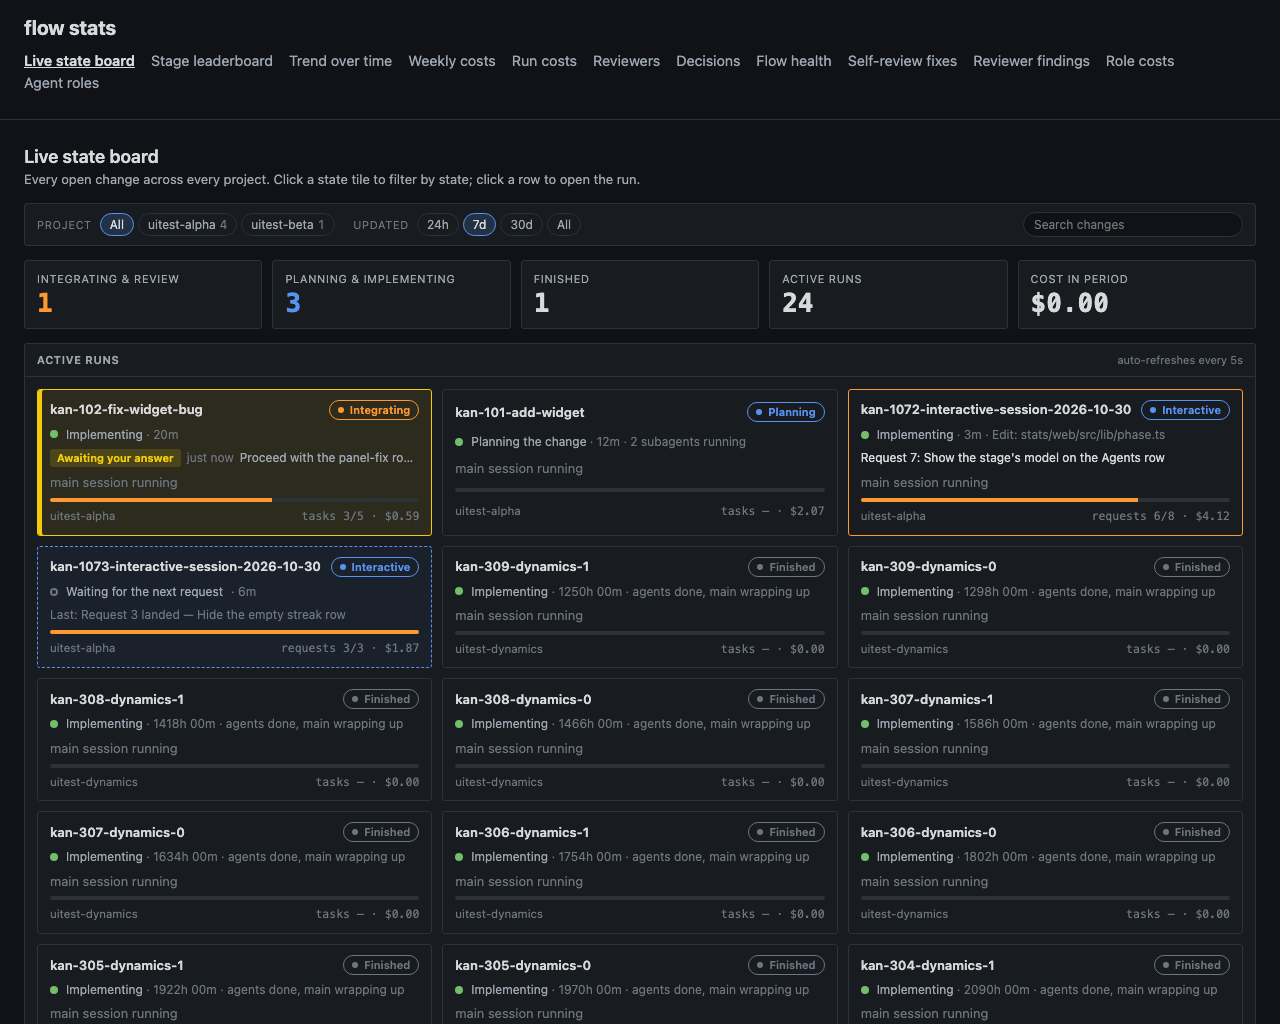 flow stats
Live state board Stage leaderboard Trend over time Weekly costs Run costs Reviewers Decisions Flow health Self-review fixes Reviewer findings Role costs
Agent roles
Live state board
Every open change across every project. Click a state tile to filter by state; click a row to open the run.
PROJECT All uitest-alpha 4 uitest-beta 1 UPDATED 24h 7d 30d All Search changes
INTEGRATING & REVIEW
1
PLANNING & IMPLEMENTING
3
FINISHED
1
ACTIVE RUNS
24
COST IN PERIOD
$0.00
ACTIVE RUNS auto-refreshes every 5s
kan-102-fix-widget-bug Integrating
Implementing · 20m
Awaiting your answer just now Proceed with the panel-fix ro...
main session running
uitest-alpha tasks 3/5 · $0.59
kan-101-add-widget Planning
Planning the change · 12m · 2 subagents running
main session running
uitest-alpha tasks — · $2.07
kan-1072-interactive-session-2026-10-30 Interactive
Implementing · 3m · Edit: stats/web/src/lib/phase.ts
Request 7: Show the stage's model on the Agents row
main session running
uitest-alpha requests 6/8 · $4.12
kan-1073-interactive-session-2026-10-30 Interactive
Waiting for the next request · 6m
Last: Request 3 landed — Hide the empty streak row
uitest-alpha requests 3/3 · $1.87
kan-309-dynamics-1 Finished
Implementing · 1250h 00m · agents done, main wrapping up
main session running
uitest-dynamics tasks — · $0.00
kan-309-dynamics-0 Finished
Implementing · 1298h 00m · agents done, main wrapping up
main session running
uitest-dynamics tasks — · $0.00
kan-308-dynamics-1 Finished
Implementing · 1418h 00m · agents done, main wrapping up
main session running
uitest-dynamics tasks — · $0.00
kan-308-dynamics-0 Finished
Implementing · 1466h 00m · agents done, main wrapping up
main session running
uitest-dynamics tasks — · $0.00
kan-307-dynamics-1 Finished
Implementing · 1586h 00m · agents done, main wrapping up
main session running
uitest-dynamics tasks — · $0.00
kan-307-dynamics-0 Finished
Implementing · 1634h 00m · agents done, main wrapping up
main session running
uitest-dynamics tasks — · $0.00
kan-306-dynamics-1 Finished
Implementing · 1754h 00m · agents done, main wrapping up
main session running
uitest-dynamics tasks — · $0.00
kan-306-dynamics-0 Finished
Implementing · 1802h 00m · agents done, main wrapping up
main session running
uitest-dynamics tasks — · $0.00
kan-305-dynamics-1 Finished
Implementing · 1922h 00m · agents done, main wrapping up
main session running
kan-305-dynamics-0 Finished
Implementing · 1970h 00m · agents done, main wrapping up
main session running
kan-304-dynamics-1 Finished
Implementing · 2090h 00m · agents done, main wrapping up
main session running